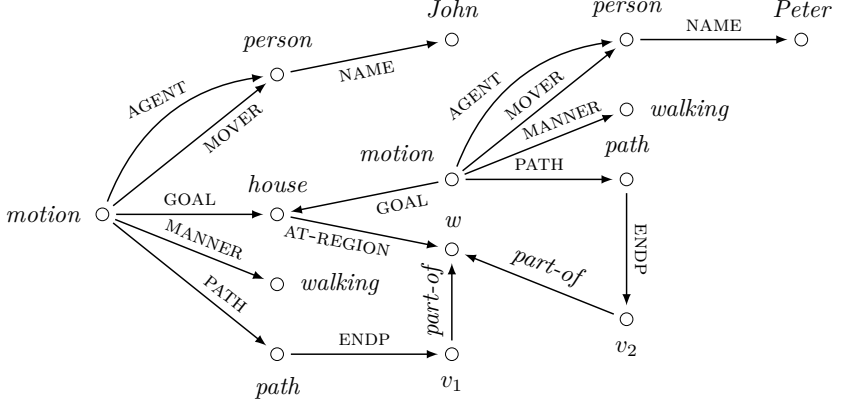 John
person
Peter
person
NAME
NAME
AGENT
MOVER
AGENT
MOVER
MANNER
walking
motion
PATH
path
house
GOAL
motion
GOAL
AT-REGION
w
MANNER
walking
part-of
ENDP
PATH
part-of
ENDP
v₂
path
v₁